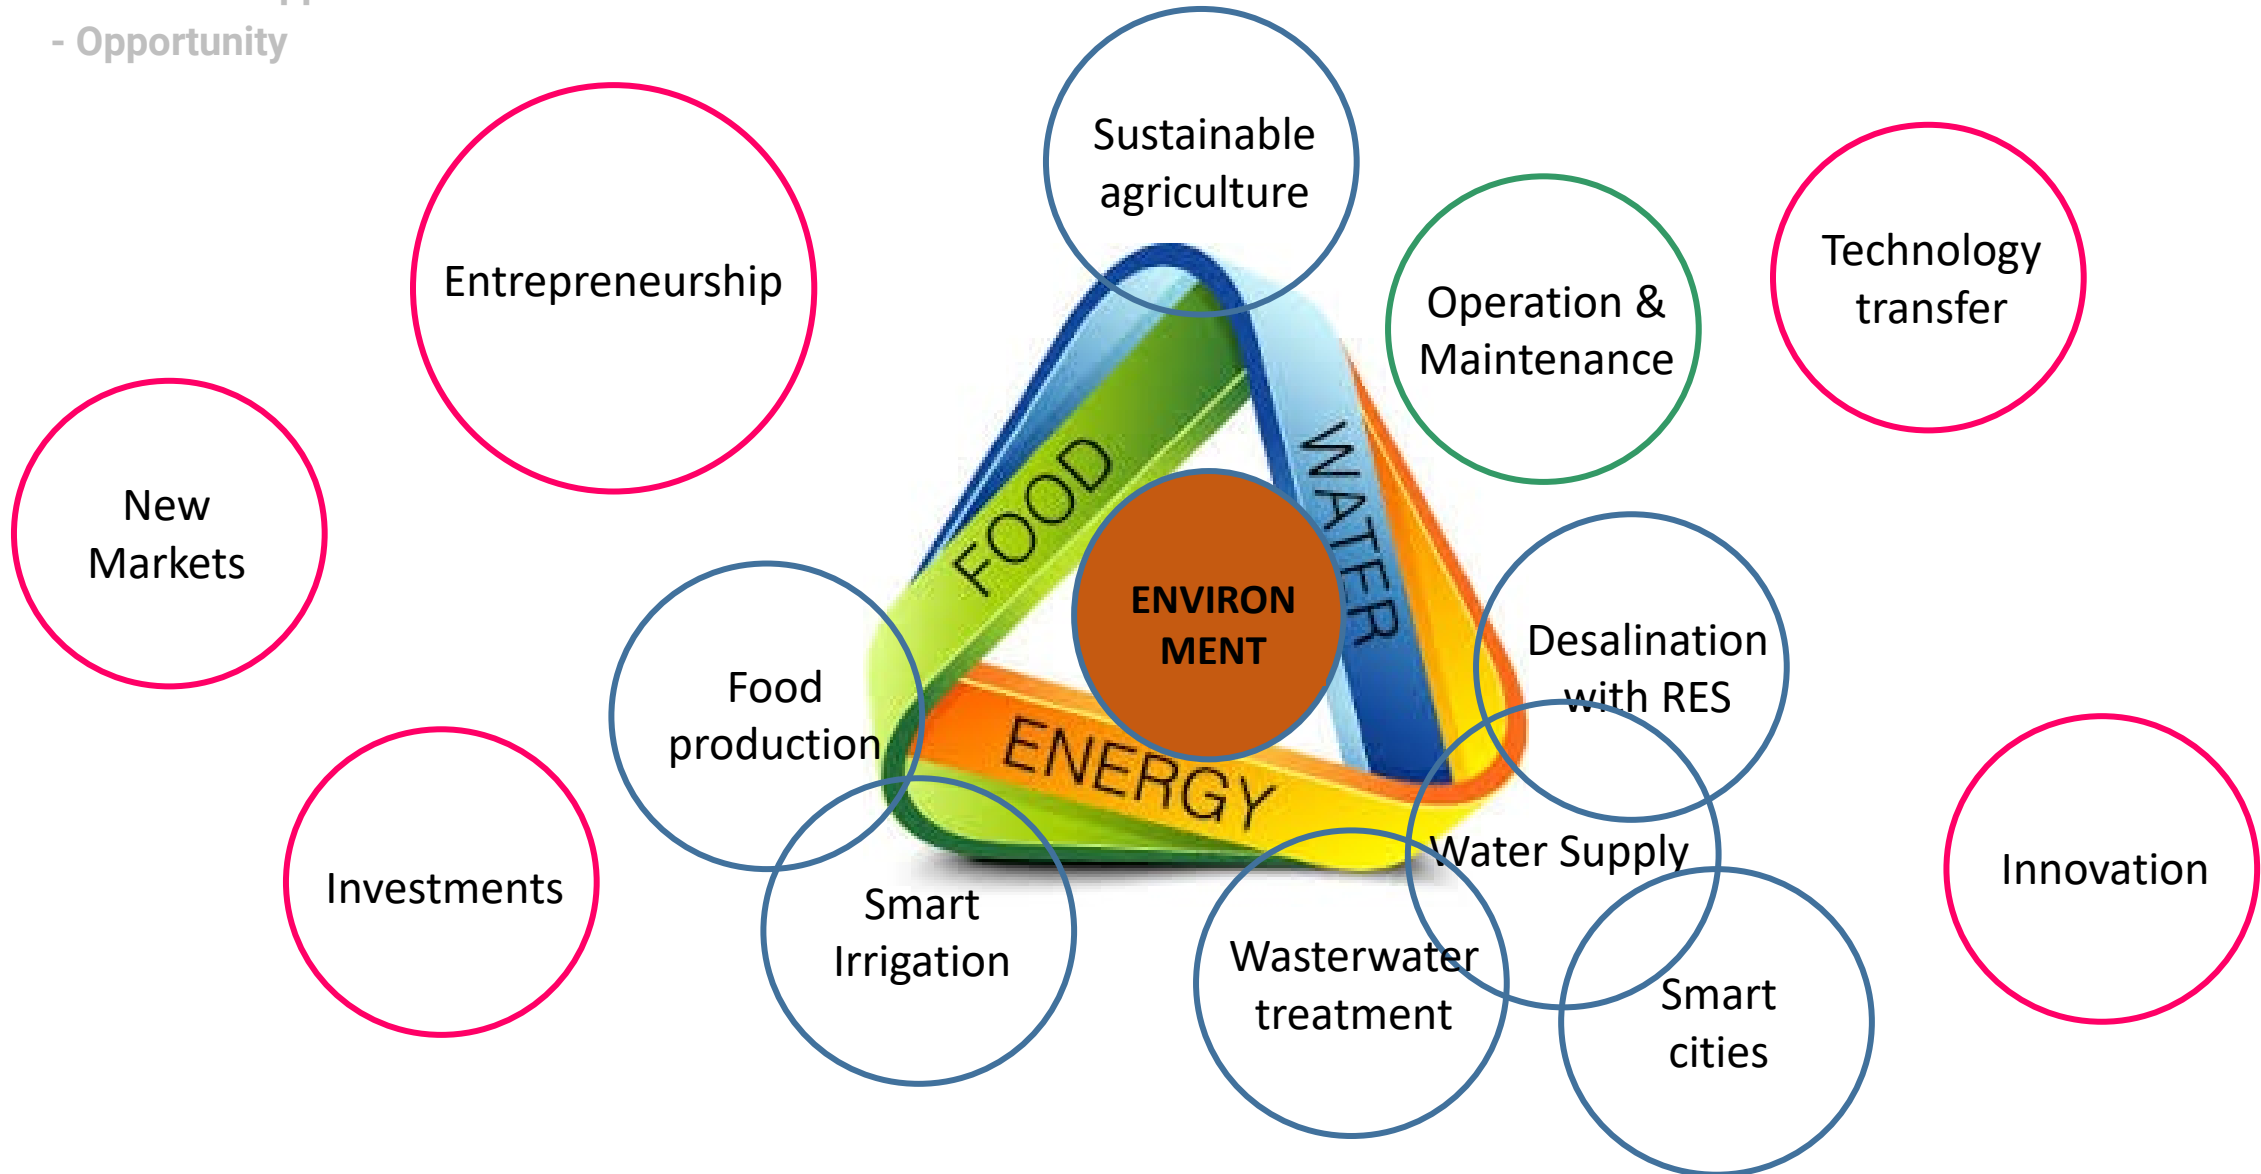 - Opportunity
Sustainable
agriculture
Entrepreneurship
Operation &
Maintenance
Technology
transfer
New
Markets
FOOD
WATER
ENVIRON
MENT
Desalination
with RES
Food
production
ENERGY
Water Supply
Investments
Innovation
Smart
Irrigation
Wasterwater
treatment
Smart
cities